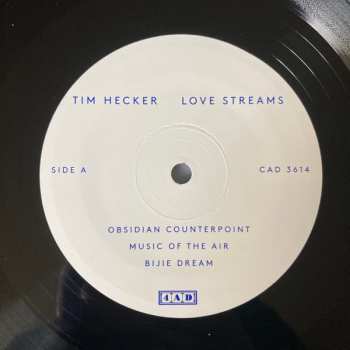 TIM HECKER LOVE STREAMS
SIDE A CAD 3614
OBSIDIAN COUNTERPOINT
MUSIC OF THE AIR
BIJIE DREAM
4AD